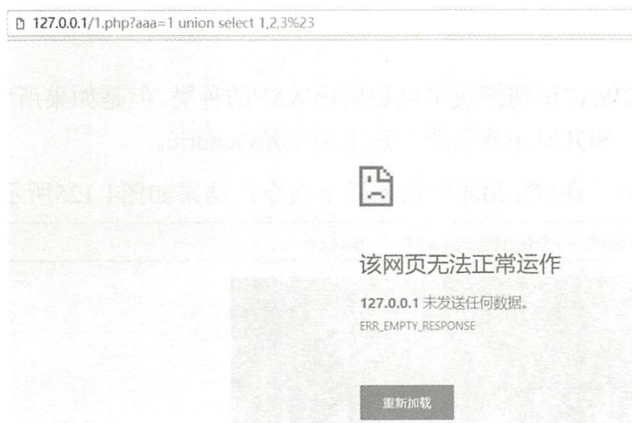 127.0.0.1/1.php?aaa=1 union select 1,2,3%23
该网页无法正常运作
127.0.0.1 未发送任何数据。
ERR_EMPTY_RESPONSE
重新加载